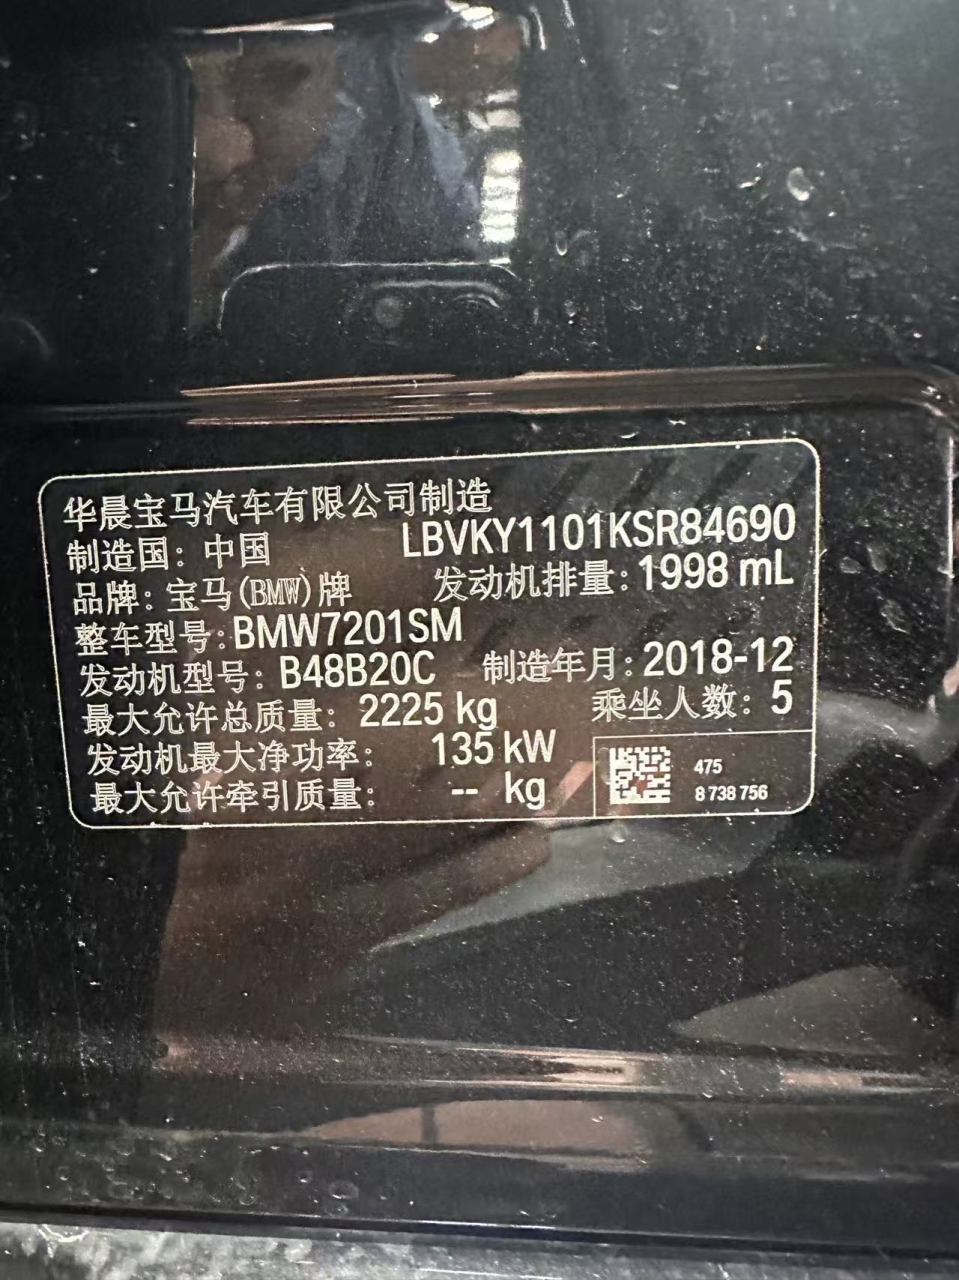 华晨宝马汽车有限公司制造
制造国：中国 LBVKY1101KSR84690
品牌：宝马(BMW)牌 发动机排量：1998 mL
整车型号：BMW7201SM
发动机型号：B48B20C 制造年月：2018-12
最大允许总质量：2225 kg 乘坐人数：5
发动机最大净功率：135 kW
最大允许牵引质量：-- kg
475
8 738 756